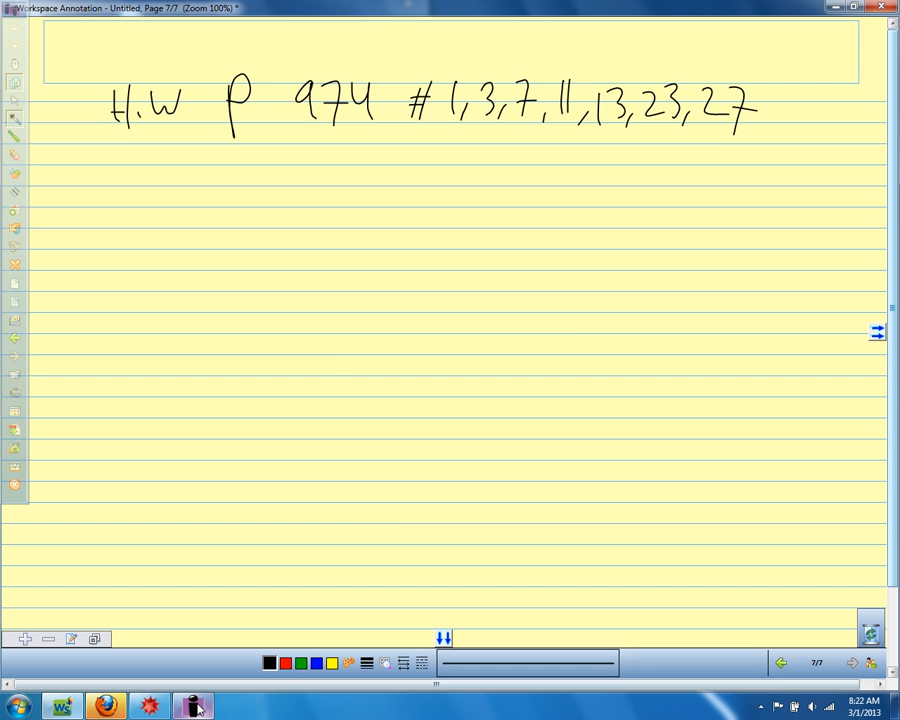 Workspace Annotation - Untitled, Page 7/7 (Zoom 100%) *
H.W P 974 # 1, 3, 7, 11, 13, 23, 27
7/7
8:22 AM
3/1/2013